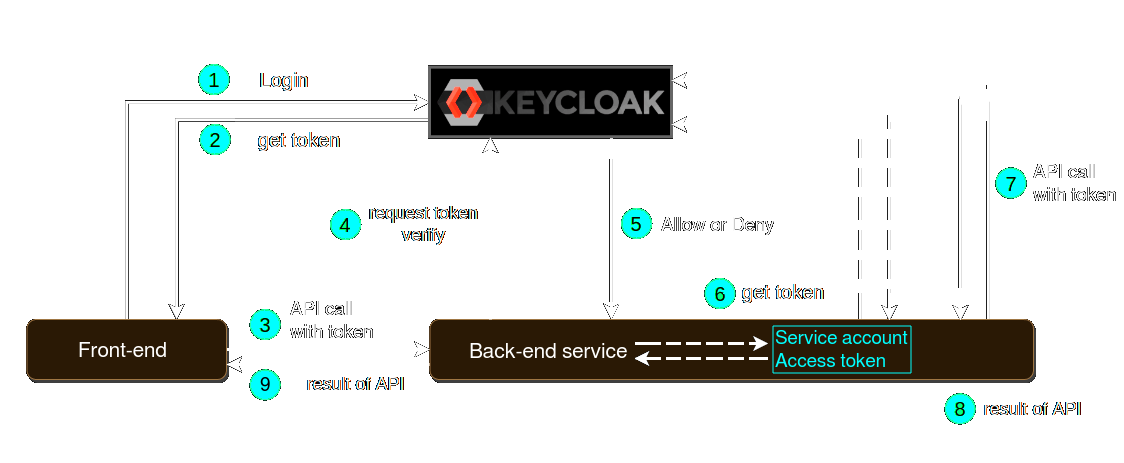 1 Login
KEYCLOAK
2 get token
7 API call
with token
4 request token
verify
5 Allow or Deny
6 get token
3 API call
with token
Front-end
Back-end service
Service account
Access token
9 result of API
8 result of API